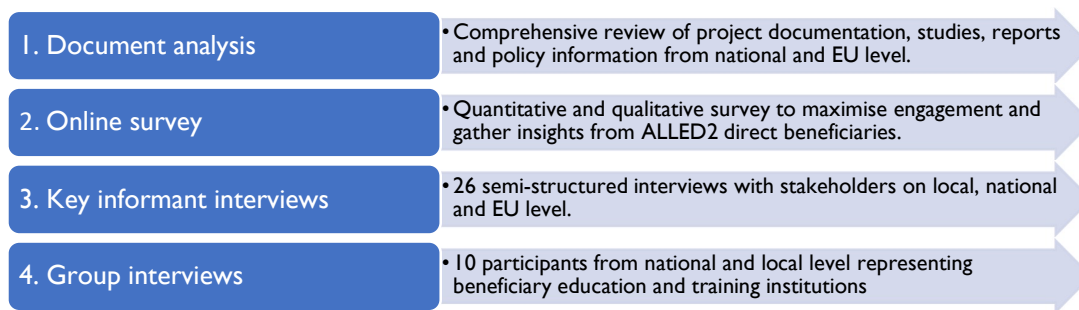 1. Document analysis
• Comprehensive review of project documentation, studies, reports
and policy information from national and EU level.
2. Online survey
• Quantitative and qualitative survey to maximise engagement and
gather insights from ALLED2 direct beneficiaries.
3. Key informant interviews
• 26 semi-structured interviews with stakeholders on local, national
and EU level.
4. Group interviews
• 10 participants from national and local level representing
beneficiary education and training institutions